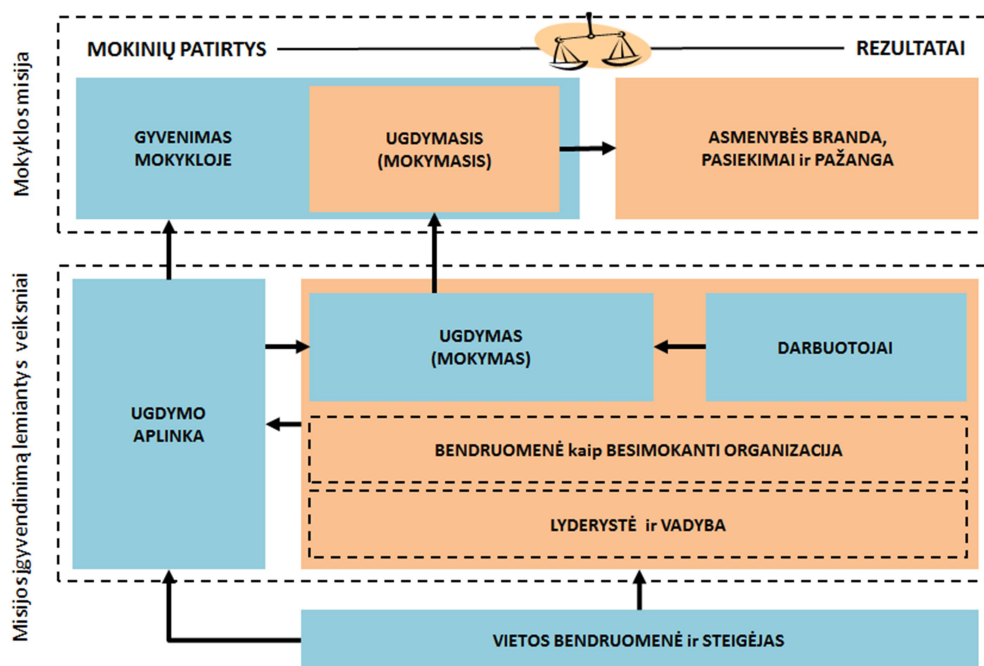 Mokyklos misija
MOKINIŲ PATIRTYS
REZULTATAI
GYVENIMAS
MOKYKLOJE
UGDYMASIS
(MOKYMASIS)
ASMENYBĖS BRANDA,
PASIEKIMAI ir PAŽANGA
Misijos įgyvendinimą lemiantys veiksniai
UGDYMO
APLINKA
UGDYMAS
(MOKYMAS)
DARBUOTOJAI
BENDRUOMENĖ kaip BESIMOKANTI ORGANIZACIJA
LYDERYSTĖ ir VADYBA
VIETOS BENDRUOMENĖ ir STEIGĖJAS